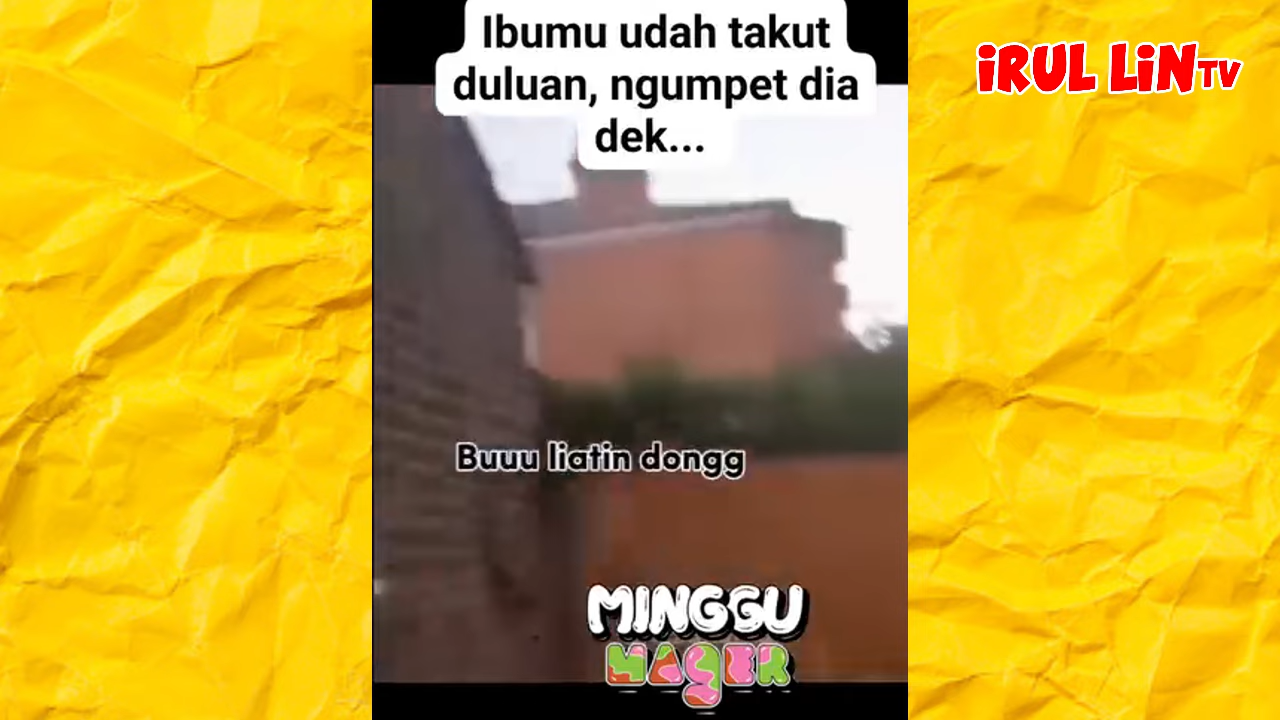 Ibumu udah takut
duluan, ngumpet dia
dek...
iRUL LiN TV
Buuu liatin dongg
MINGGU
MAGER